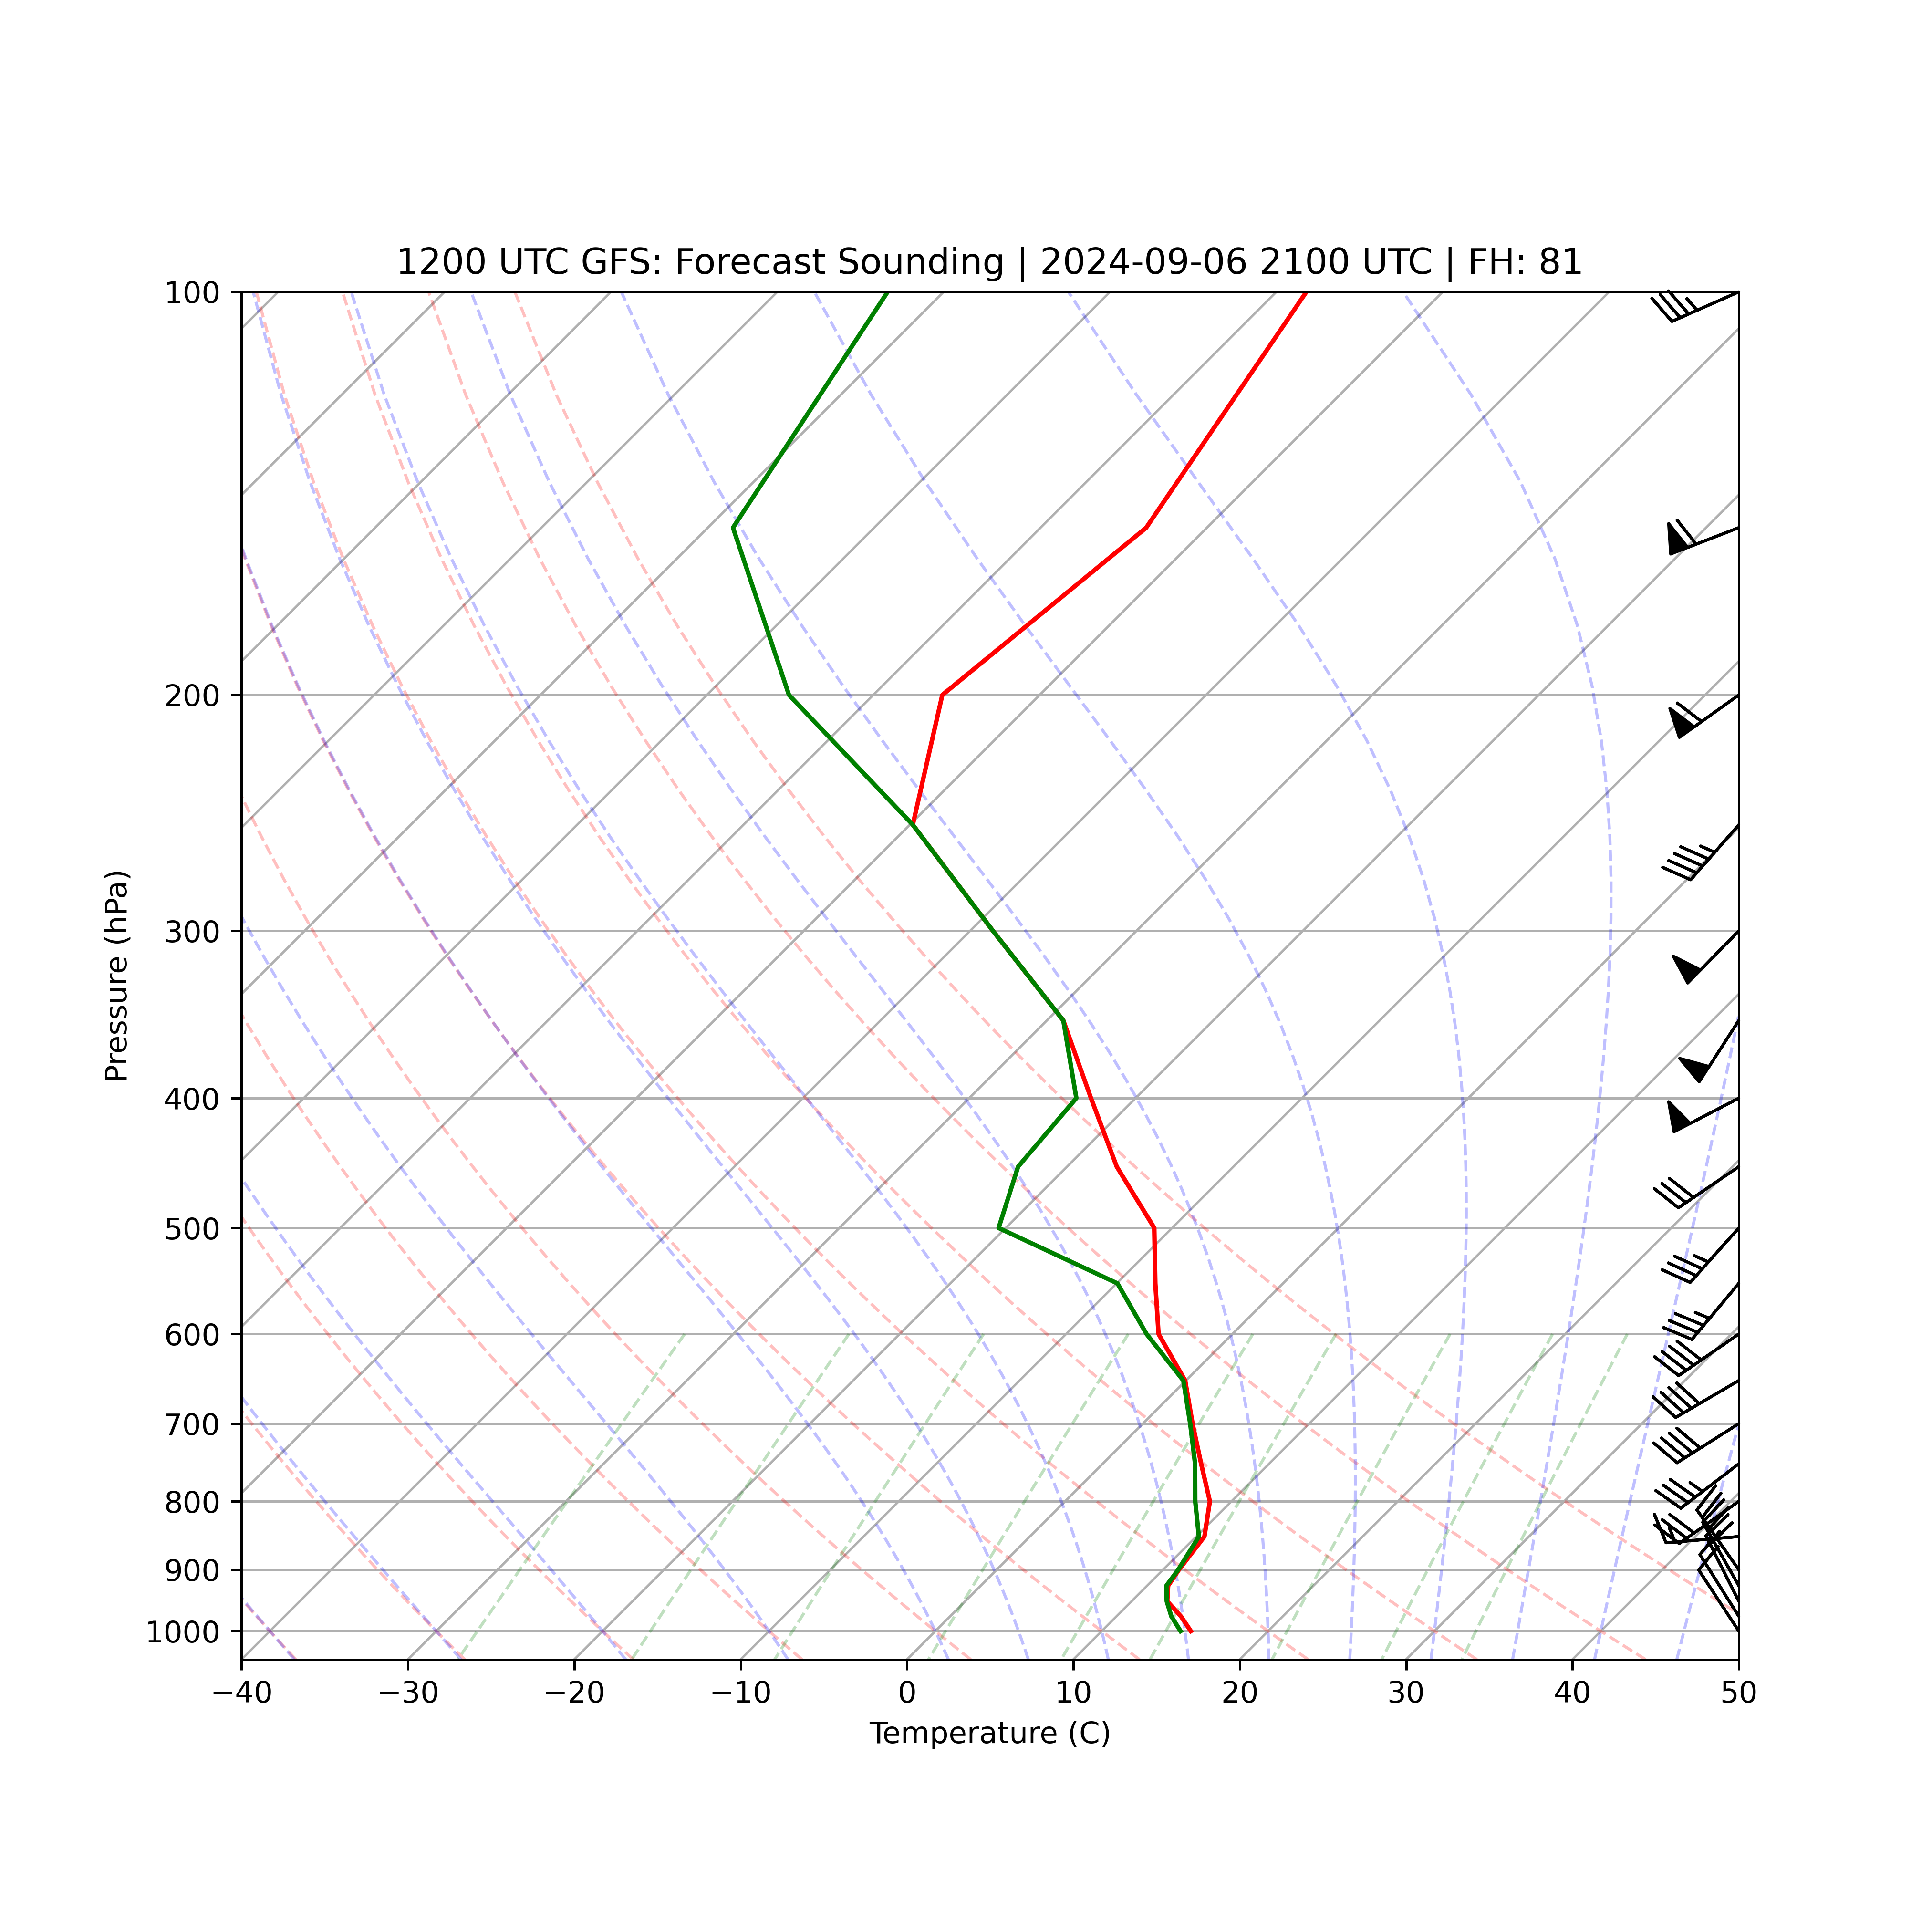 1200 UTC GFS: Forecast Sounding | 2024-09-06 2100 UTC | FH: 81
100
200
300
400
500
600
700
800
900
1000
Pressure (hPa)
−40 −30 −20 −10 0 10 20 30 40 50
Temperature (C)